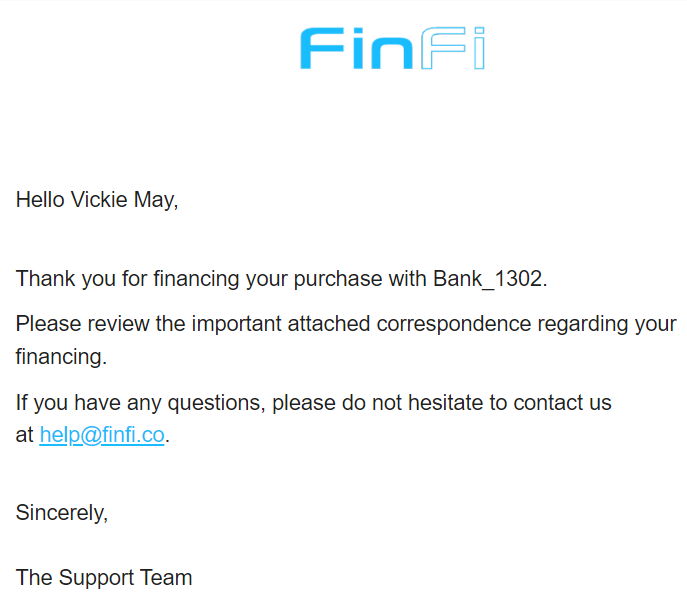 FinFi
Hello Vickie May,
Thank you for financing your purchase with Bank_1302.
Please review the important attached correspondence regarding your
financing.
If you have any questions, please do not hesitate to contact us
at help@finfi.co.
Sincerely,
The Support Team